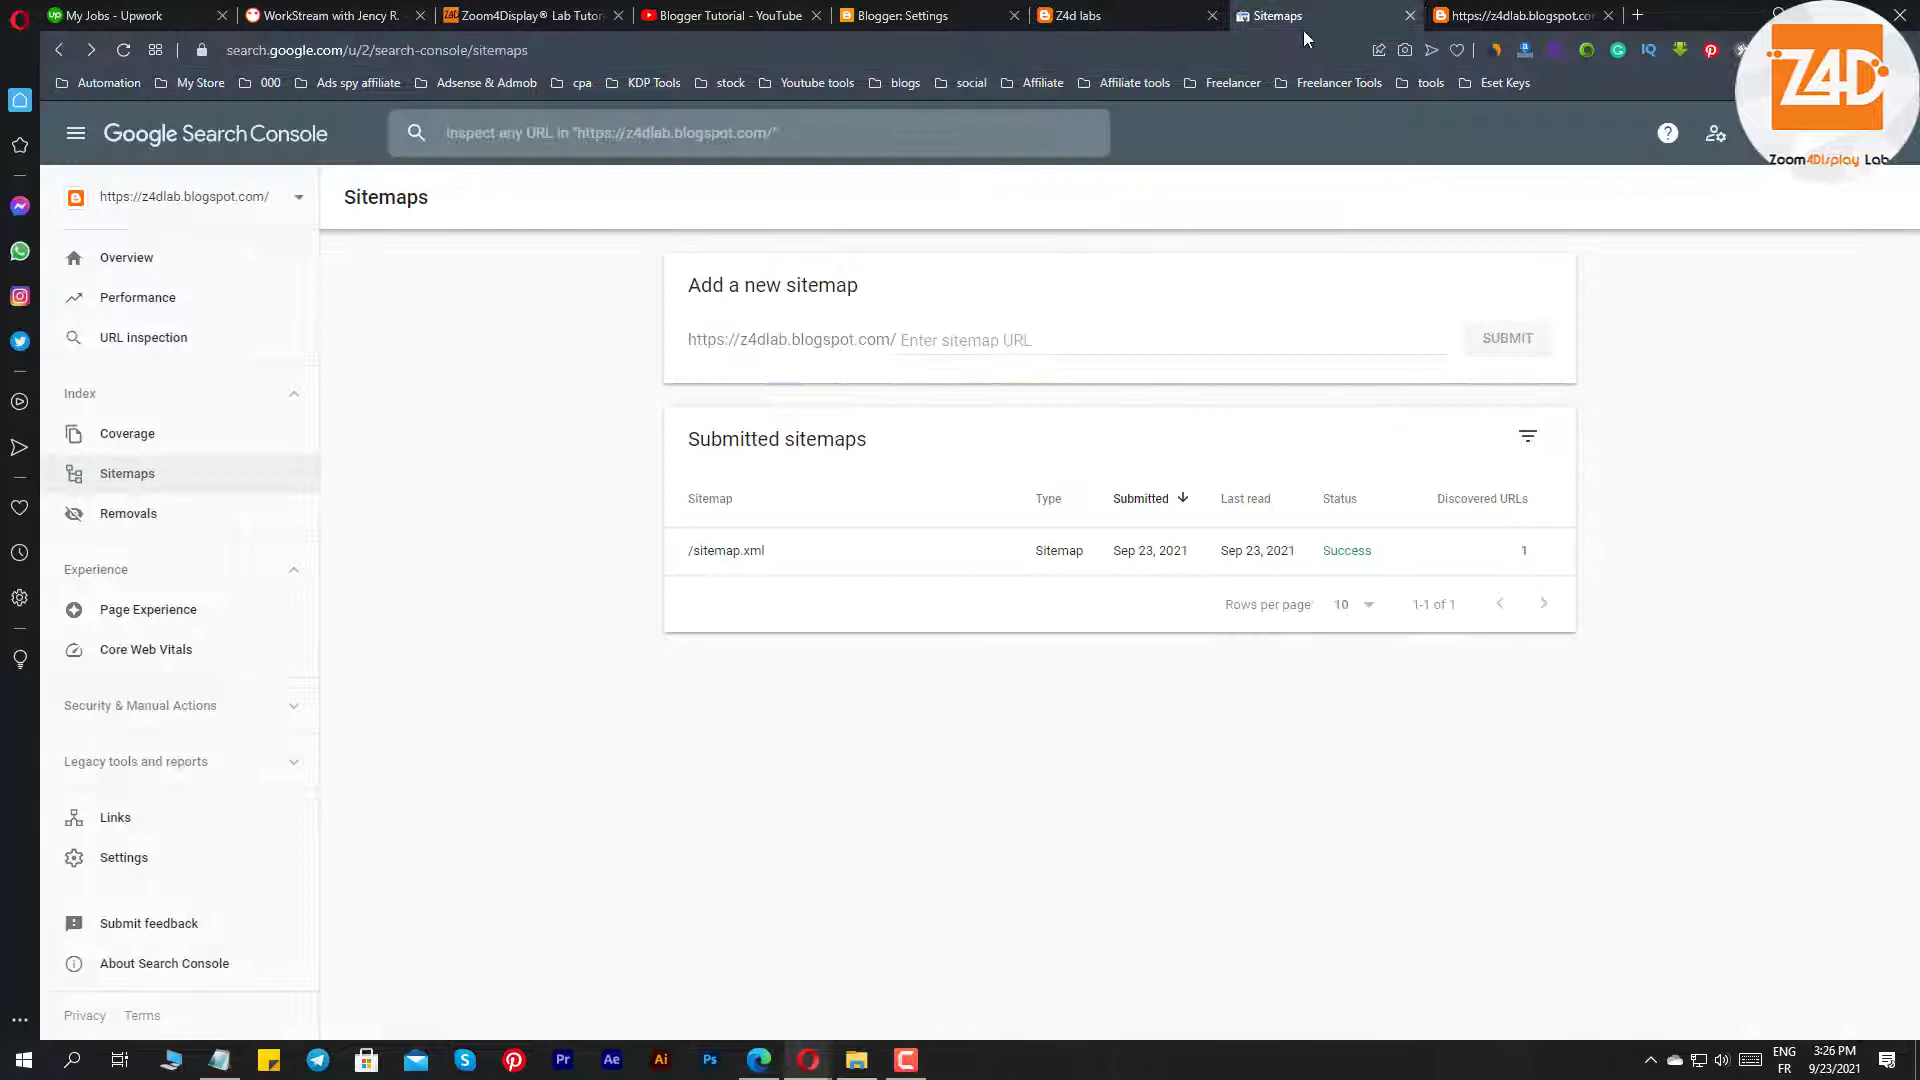 My Jobs - Upwork
WorkStream with Jency R.
Zoom4Display® Lab Tutor
Blogger Tutorial - YouTube
Blogger: Settings
Z4d labs
Sitemaps
https://z4dlab.blogspot.co
search.google.com/u/2/search-console/sitemaps
Automation
My Store
000
Ads spy affiliate
Adsense & Admob
cpa
KDP Tools
stock
Youtube tools
blogs
social
Affiliate
Affiliate tools
Freelancer
Freelancer Tools
tools
Eset Keys
Z4D
Zoom4Display Lab
Google Search Console
Inspect any URL in "https://z4dlab.blogspot.com/"
https://z4dlab.blogspot.com/
Sitemaps
Overview
Performance
URL inspection
Index
Coverage
Sitemaps
Removals
Experience
Page Experience
Core Web Vitals
Security & Manual Actions
Legacy tools and reports
Links
Settings
Submit feedback
About Search Console
Privacy Terms
Add a new sitemap
https://z4dlab.blogspot.com/ Enter sitemap URL
SUBMIT
Submitted sitemaps
Sitemap Type Submitted Last read Status Discovered URLs
/sitemap.xml Sitemap Sep 23, 2021 Sep 23, 2021 Success 1
Rows per page: 10 1-1 of 1
Pr Ae Ai Ps
ENG
FR
3:26 PM
9/23/2021